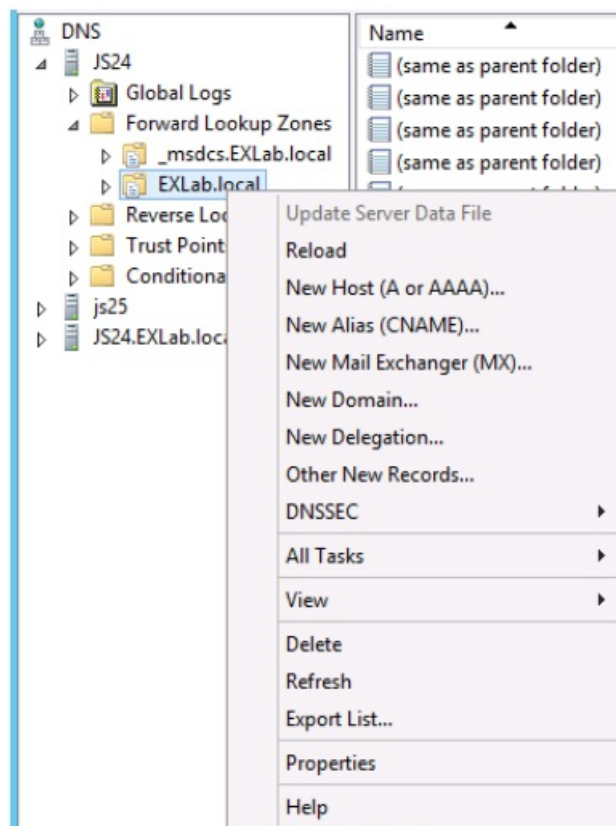 DNS
JS24
Global Logs
Forward Lookup Zones
_msdcs.EXLab.local
EXLab.local
Reverse Loo
Trust Point
Conditiona
js25
JS24.EXLab.loca
Name
(same as parent folder)
(same as parent folder)
(same as parent folder)
(same as parent folder)
Update Server Data File
Reload
New Host (A or AAAA)...
New Alias (CNAME)...
New Mail Exchanger (MX)...
New Domain...
New Delegation...
Other New Records...
DNSSEC
All Tasks
View
Delete
Refresh
Export List...
Properties
Help